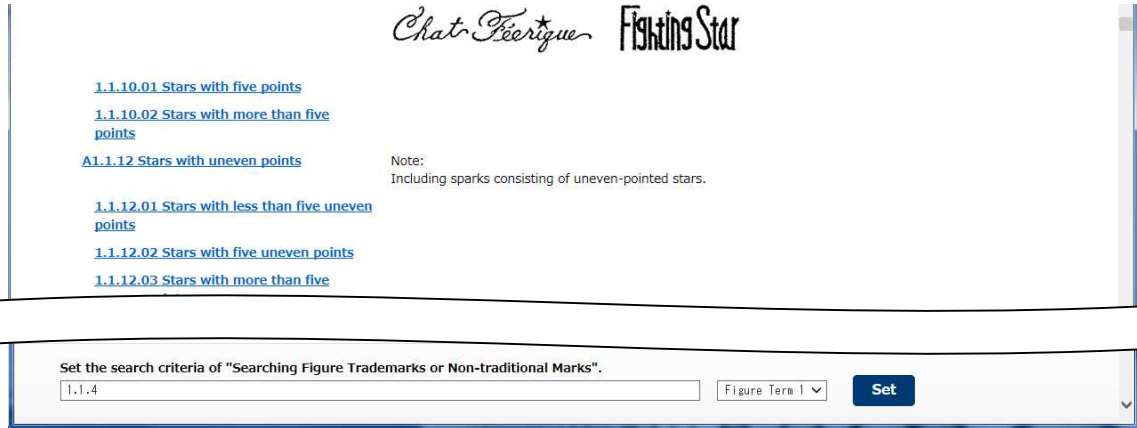 Chat Féerique Fighting Star
1.1.10.01 Stars with five points
1.1.10.02 Stars with more than five
points
A1.1.12 Stars with uneven points
Note:
Including sparks consisting of uneven-pointed stars.
1.1.12.01 Stars with less than five uneven
points
1.1.12.02 Stars with five uneven points
1.1.12.03 Stars with more than five
Set the search criteria of "Searching Figure Trademarks or Non-traditional Marks".
1.1.4 Figure Term 1 Set